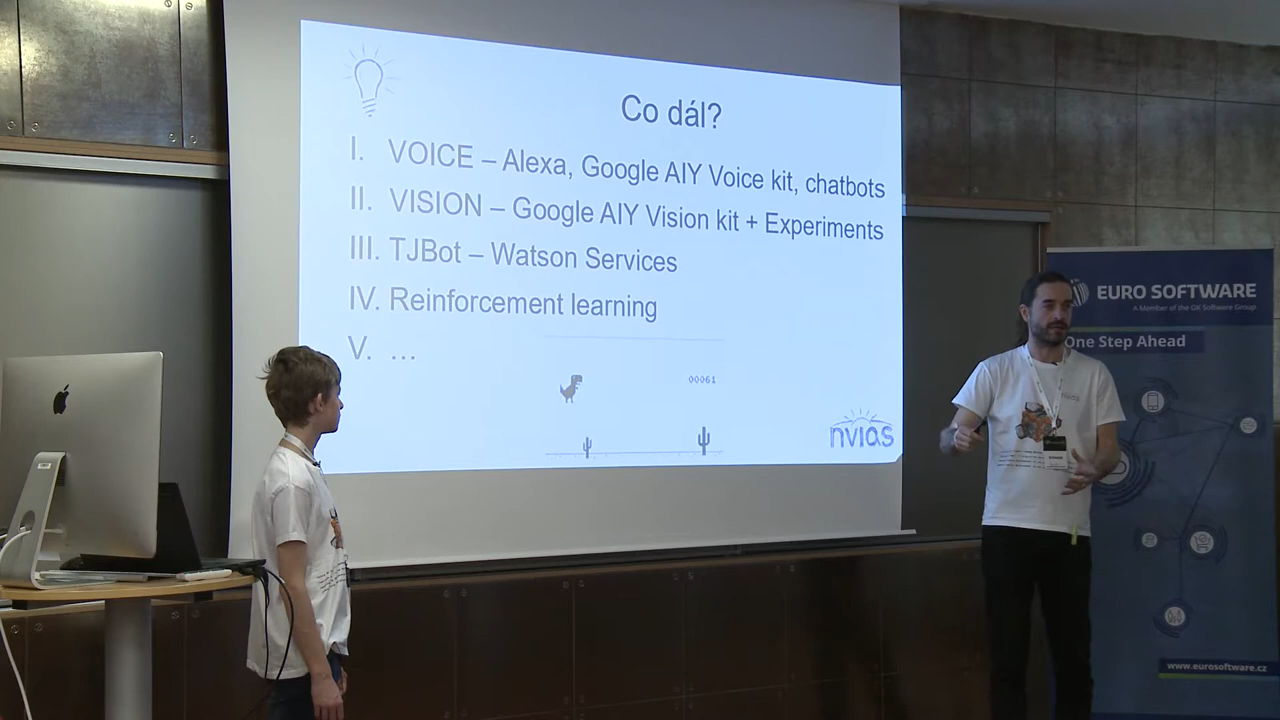 Co dál?
I. VOICE – Alexa, Google AIY Voice kit, chatbots
II. VISION – Google AIY Vision kit + Experiments
III. TJBot – Watson Services
IV. Reinforcement learning
V. ...
00061
nvias
EURO SOFTWARE
A Member of the GK Software Group.
One Step Ahead
www.eurosoftware.cz